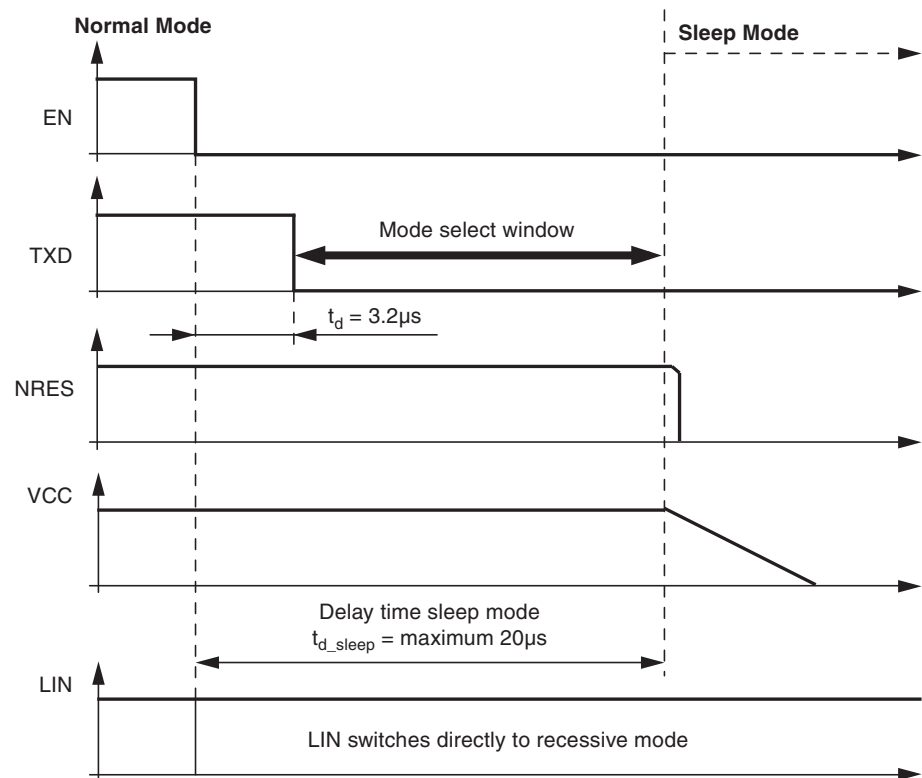 Normal Mode
Sleep Mode
EN
TXD
Mode select window
t_d = 3.2µs
NRES
VCC
Delay time sleep mode
t_d_sleep = maximum 20µs
LIN
LIN switches directly to recessive mode